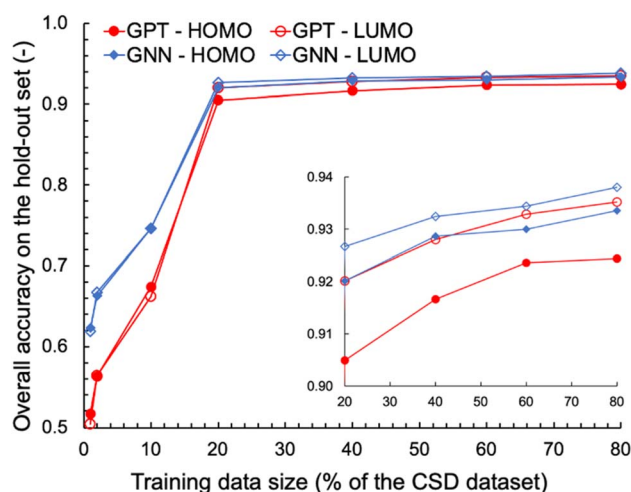 GPT - HOMO GPT - LUMO
GNN - HOMO GNN - LUMO
Overall accuracy on the hold-out set (-)
1.0
0.9
0.8
0.7
0.6
0.5
0.94
0.93
0.92
0.91
0.90
20 30 40 50 60 70 80
0 10 20 30 40 50 60 70 80
Training data size (% of the CSD dataset)